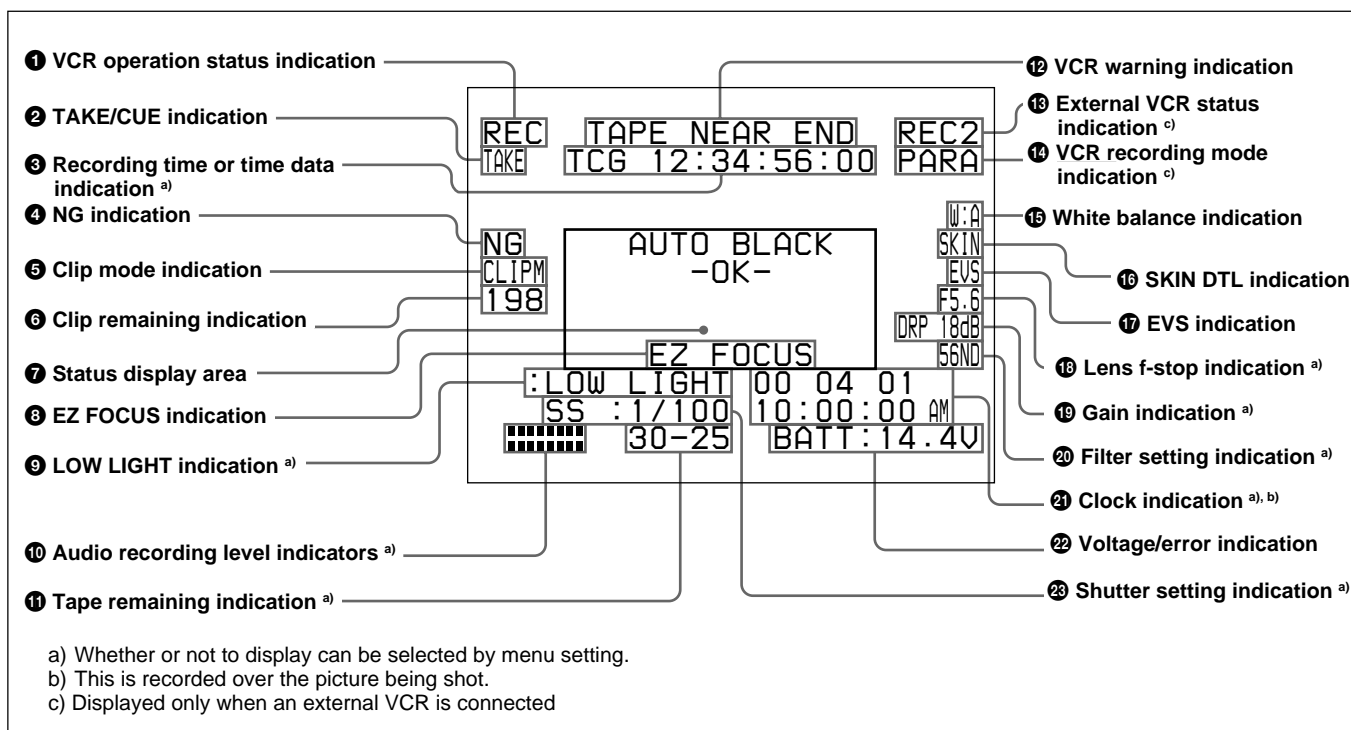 ❶ VCR operation status indication
❷ TAKE/CUE indication
❸ Recording time or time data
indication a)
❹ NG indication
❺ Clip mode indication
❻ Clip remaining indication
❼ Status display area
❽ EZ FOCUS indication
❾ LOW LIGHT indication a)
❿ Audio recording level indicators a)
⓫ Tape remaining indication a)
REC TAPE NEAR END REC2
TAKE TCG 12:34:56:00 PARA
W:A
NG AUTO BLACK SKIN
CLIPM -OK- EVS
198 F5.6
DRP 18dB
EZ FOCUS 56ND
:LOW LIGHT 00 04 01
SS :1/100 10:00:00 AM
30-25 BATT:14.4V
⓬ VCR warning indication
⓭ External VCR status
indication c)
⓮ VCR recording mode
indication c)
⓯ White balance indication
⓰ SKIN DTL indication
⓱ EVS indication
⓲ Lens f-stop indication a)
⓳ Gain indication a)
⓴ Filter setting indication a)
21 Clock indication a), b)
22 Voltage/error indication
23 Shutter setting indication a)
a) Whether or not to display can be selected by menu setting.
b) This is recorded over the picture being shot.
c) Displayed only when an external VCR is connected